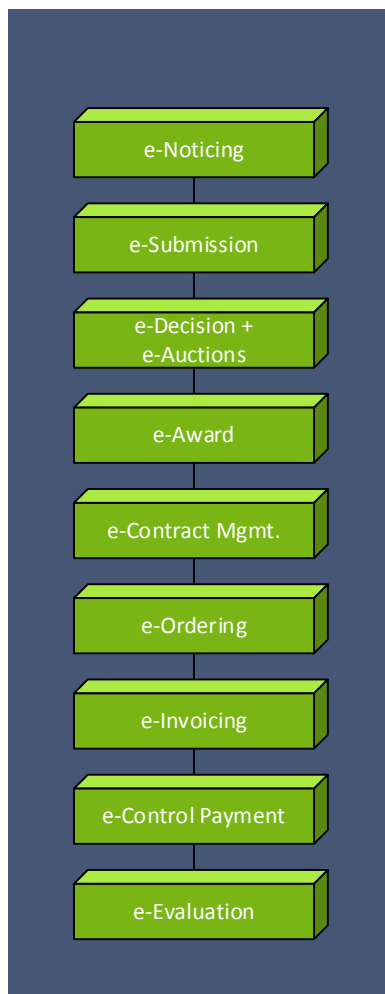 e-Noticing
e-Submission
e-Decision +
e-Auctions
e-Award
e-Contract Mgmt.
e-Ordering
e-Invoicing
e-Control Payment
e-Evaluation